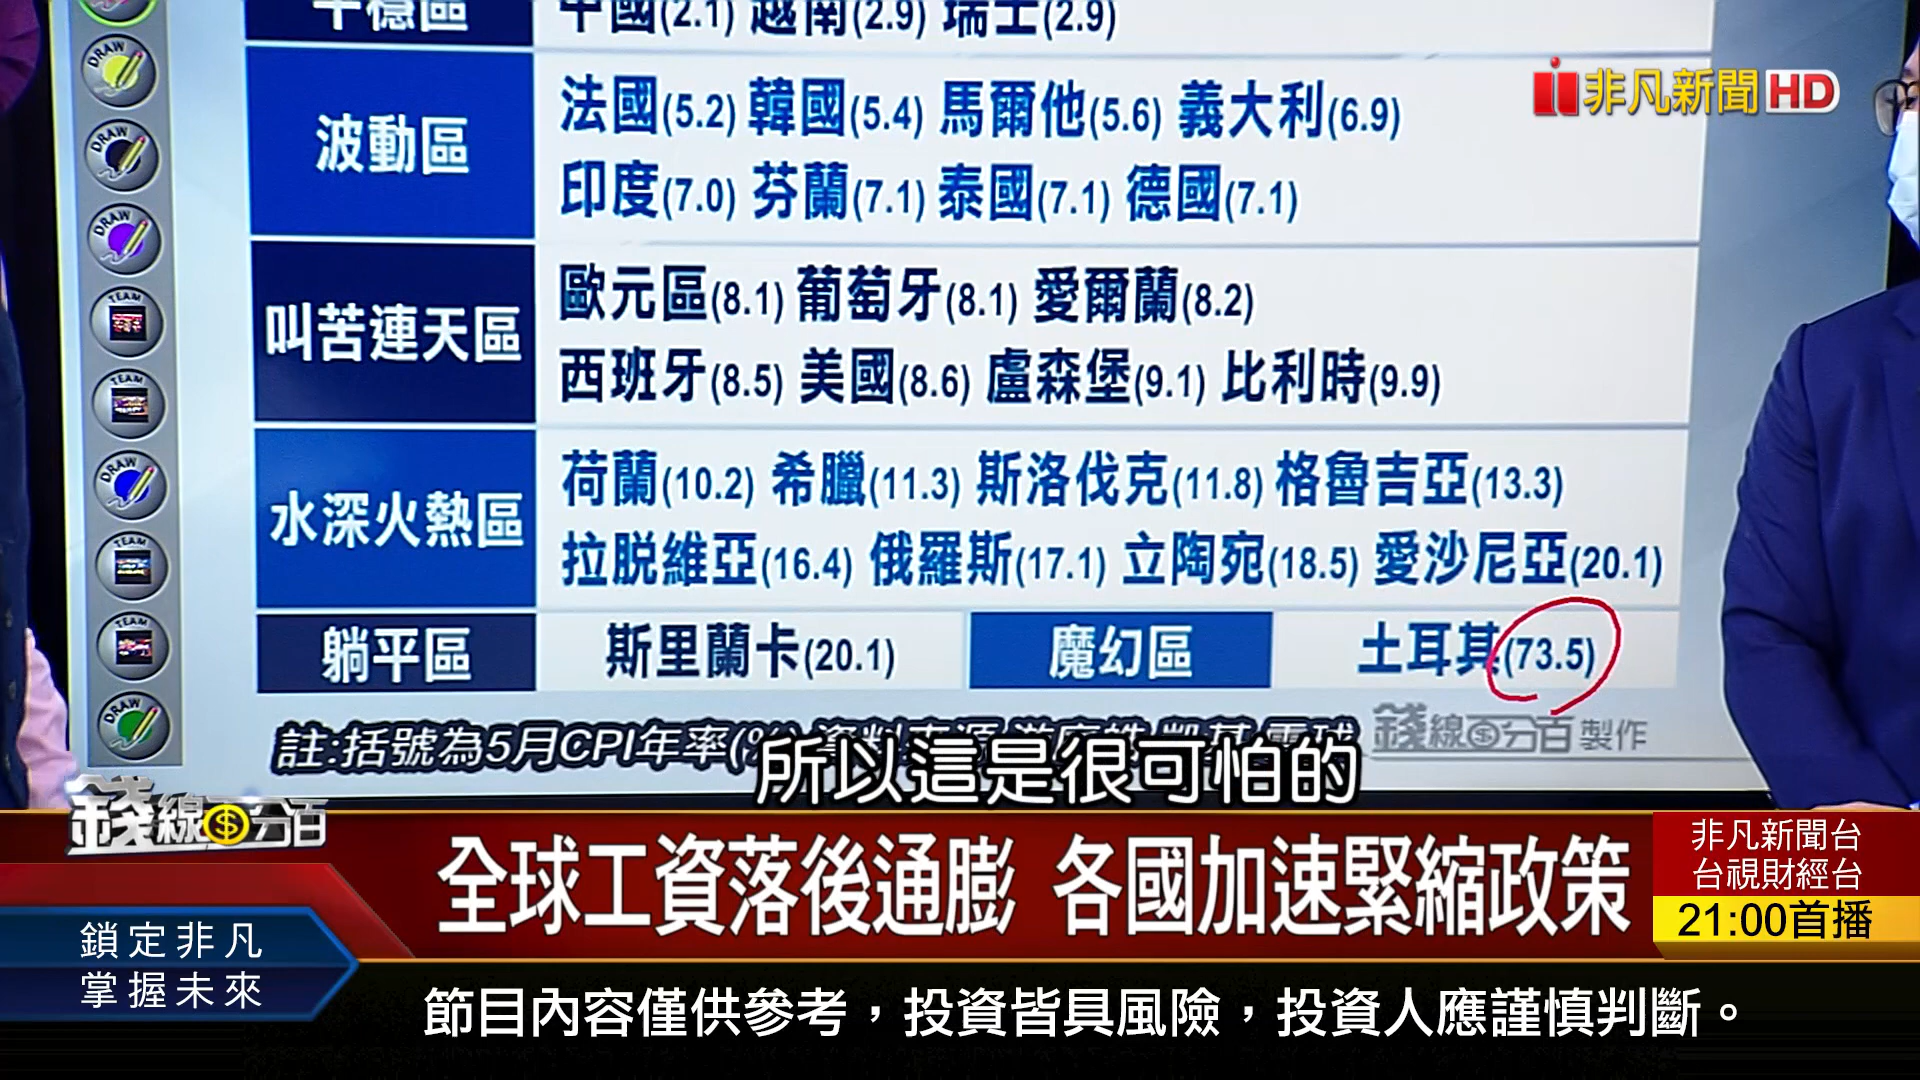 平穩區
中國(2.1) 越南(2.9) 瑞士(2.9)
非凡新聞HD
波動區
法國(5.2) 韓國(5.4) 馬爾他(5.6) 義大利(6.9)
印度(7.0) 芬蘭(7.1) 泰國(7.1) 德國(7.1)
叫苦連天區
歐元區(8.1) 葡萄牙(8.1) 愛爾蘭(8.2)
西班牙(8.5) 美國(8.6) 盧森堡(9.1) 比利時(9.9)
水深火熱區
荷蘭(10.2) 希臘(11.3) 斯洛伐克(11.8) 格魯吉亞(13.3)
拉脫維亞(16.4) 俄羅斯(17.1) 立陶宛(18.5) 愛沙尼亞(20.1)
躺平區
斯里蘭卡(20.1)
魔幻區
土耳其(73.5)
DRAW
DRAW
DRAW
TEAM
TEAM
DRAW
TEAM
TEAM
DRAW
註:括號為5月CPI年率(%)
錢線$分百製作
所以這是很可怕的
錢線$分百
全球工資落後通膨 各國加速緊縮政策
非凡新聞台
台視財經台
21:00首播
鎖定非凡
掌握未來
節目內容僅供參考，投資皆具風險，投資人應謹慎判斷。